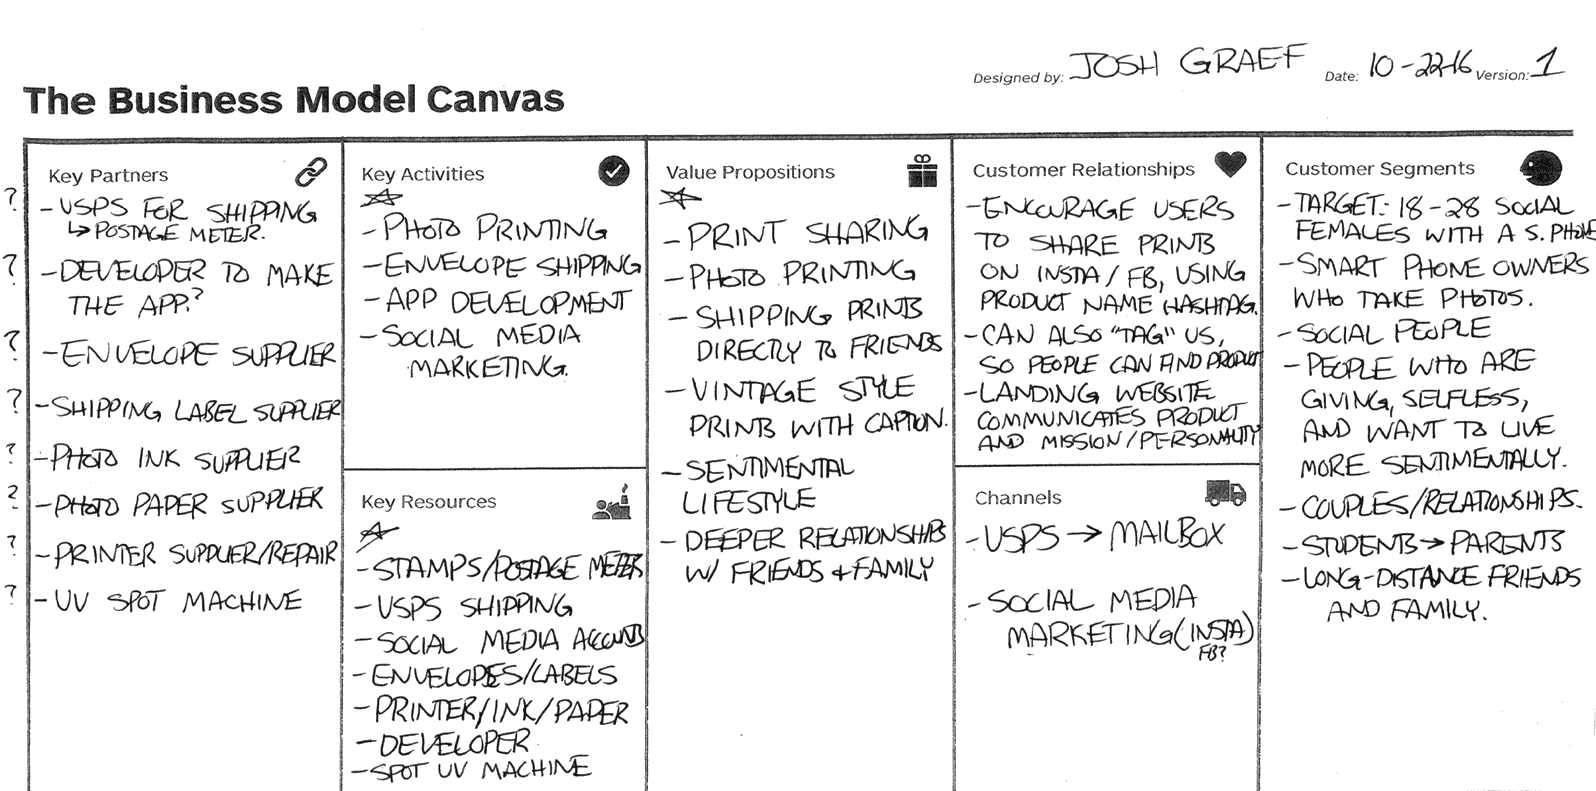 Designed by: JOSH GRAEF Date: 10-22-16 Version: 1
The Business Model Canvas
Key Partners
? - USPS FOR SHIPPING
↳ POSTAGE METER.
? - DEVELOPER TO MAKE
THE APP?
? - ENVELOPE SUPPLIER
? - SHIPPING LABEL SUPPLIER
? - PHOTO INK SUPPLIER
? - PHOTO PAPER SUPPLIER
? - PRINTER SUPPLIER/REPAIR
? - UV SPOT MACHINE
Key Activities
- PHOTO PRINTING
- ENVELOPE SHIPPING
- APP DEVELOPMENT
- SOCIAL MEDIA
MARKETING.
Key Resources
- STAMPS/POSTAGE METER
- USPS SHIPPING
- SOCIAL MEDIA ACCOUNTS
- ENVELOPES/LABELS
- PRINTER/INK/PAPER
- DEVELOPER
- SPOT UV MACHINE
Value Propositions
- PRINT SHARING
- PHOTO PRINTING
- SHIPPING PRINTS
DIRECTLY TO FRIENDS
- VINTAGE STYLE
PRINTS WITH CAPTION.
- SENTIMENTAL
LIFESTYLE
- DEEPER RELATIONSHIPS
W/ FRIENDS + FAMILY
Customer Relationships
- ENCOURAGE USERS
TO SHARE PRINTS
ON INSTA/FB, USING
PRODUCT NAME HASHTAG.
- CAN ALSO "TAG" US,
SO PEOPLE CAN FIND PRODUCT
- LANDING WEBSITE
COMMUNICATES PRODUCT
AND MISSION/PERSONALITY
Channels
- USPS → MAILBOX
- SOCIAL MEDIA
MARKETING (INSTA)
FB?
Customer Segments
- TARGET: 18-28 SOCIAL
FEMALES WITH A S. PHONE
- SMART PHONE OWNERS
WHO TAKE PHOTOS.
- SOCIAL PEOPLE
- PEOPLE WHO ARE
GIVING, SELFLESS,
AND WANT TO LIVE
MORE SENTIMENTALLY.
- COUPLES/RELATIONSHIPS.
- STUDENTS → PARENTS
- LONG-DISTANCE FRIENDS
AND FAMILY.